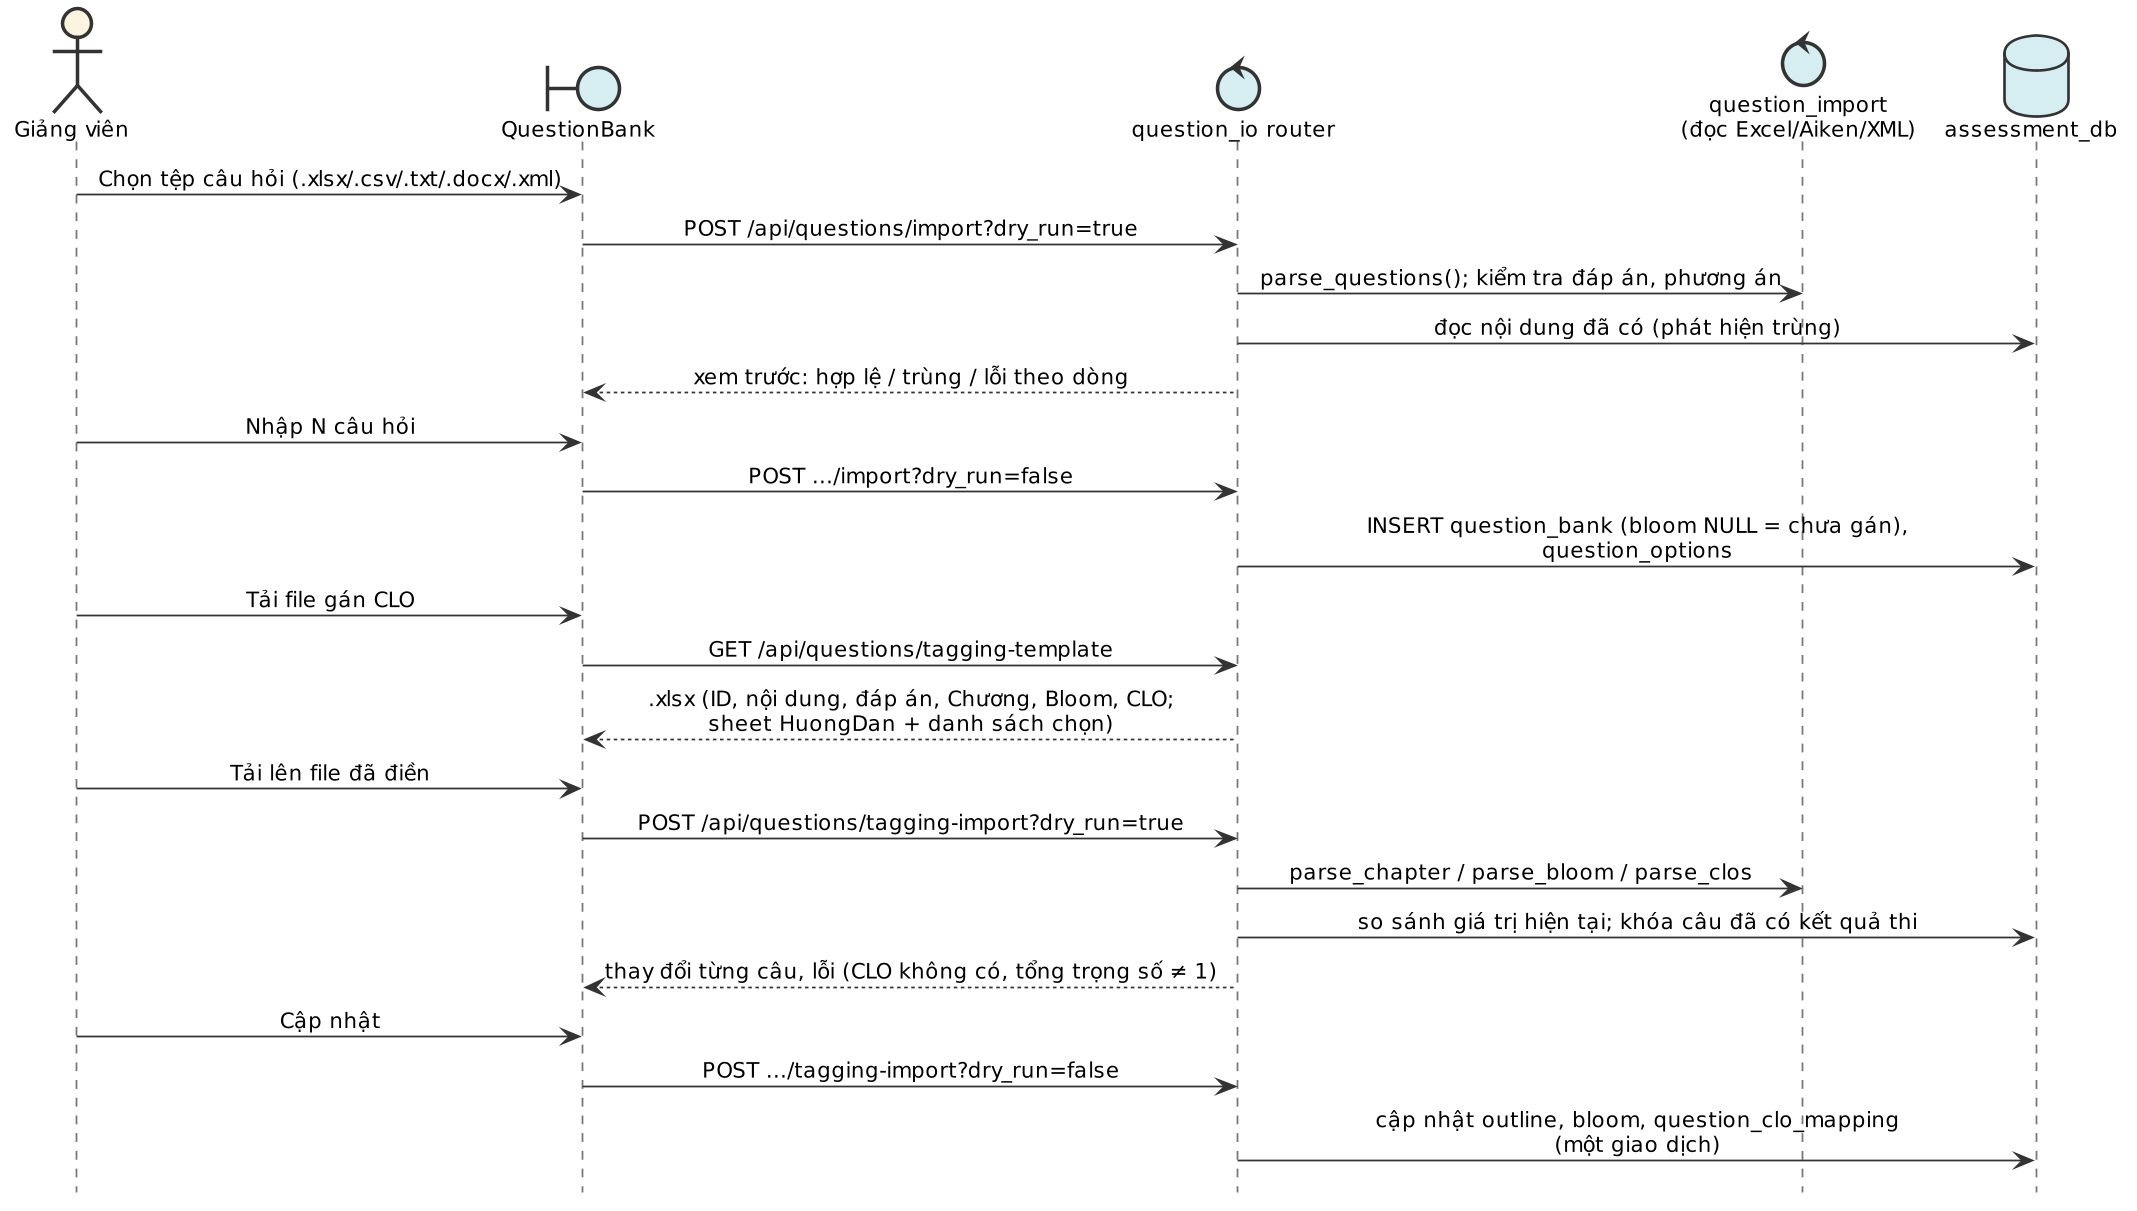 Giảng viên
QuestionBank
question_io router
question_import
(đọc Excel/Aiken/XML)
assessment_db
Chọn tệp câu hỏi (.xlsx/.csv/.txt/.docx/.xml)
POST /api/questions/import?dry_run=true
parse_questions(); kiểm tra đáp án, phương án
đọc nội dung đã có (phát hiện trùng)
xem trước: hợp lệ / trùng / lỗi theo dòng
Nhập N câu hỏi
POST .../import?dry_run=false
INSERT question_bank (bloom NULL = chưa gán),
question_options
Tải file gán CLO
GET /api/questions/tagging-template
.xlsx (ID, nội dung, đáp án, Chương, Bloom, CLO;
sheet HuongDan + danh sách chọn)
Tải lên file đã điền
POST /api/questions/tagging-import?dry_run=true
parse_chapter / parse_bloom / parse_clos
so sánh giá trị hiện tại; khóa câu đã có kết quả thi
thay đổi từng câu, lỗi (CLO không có, tổng trọng số ≠ 1)
Cập nhật
POST .../tagging-import?dry_run=false
cập nhật outline, bloom, question_clo_mapping
(một giao dịch)